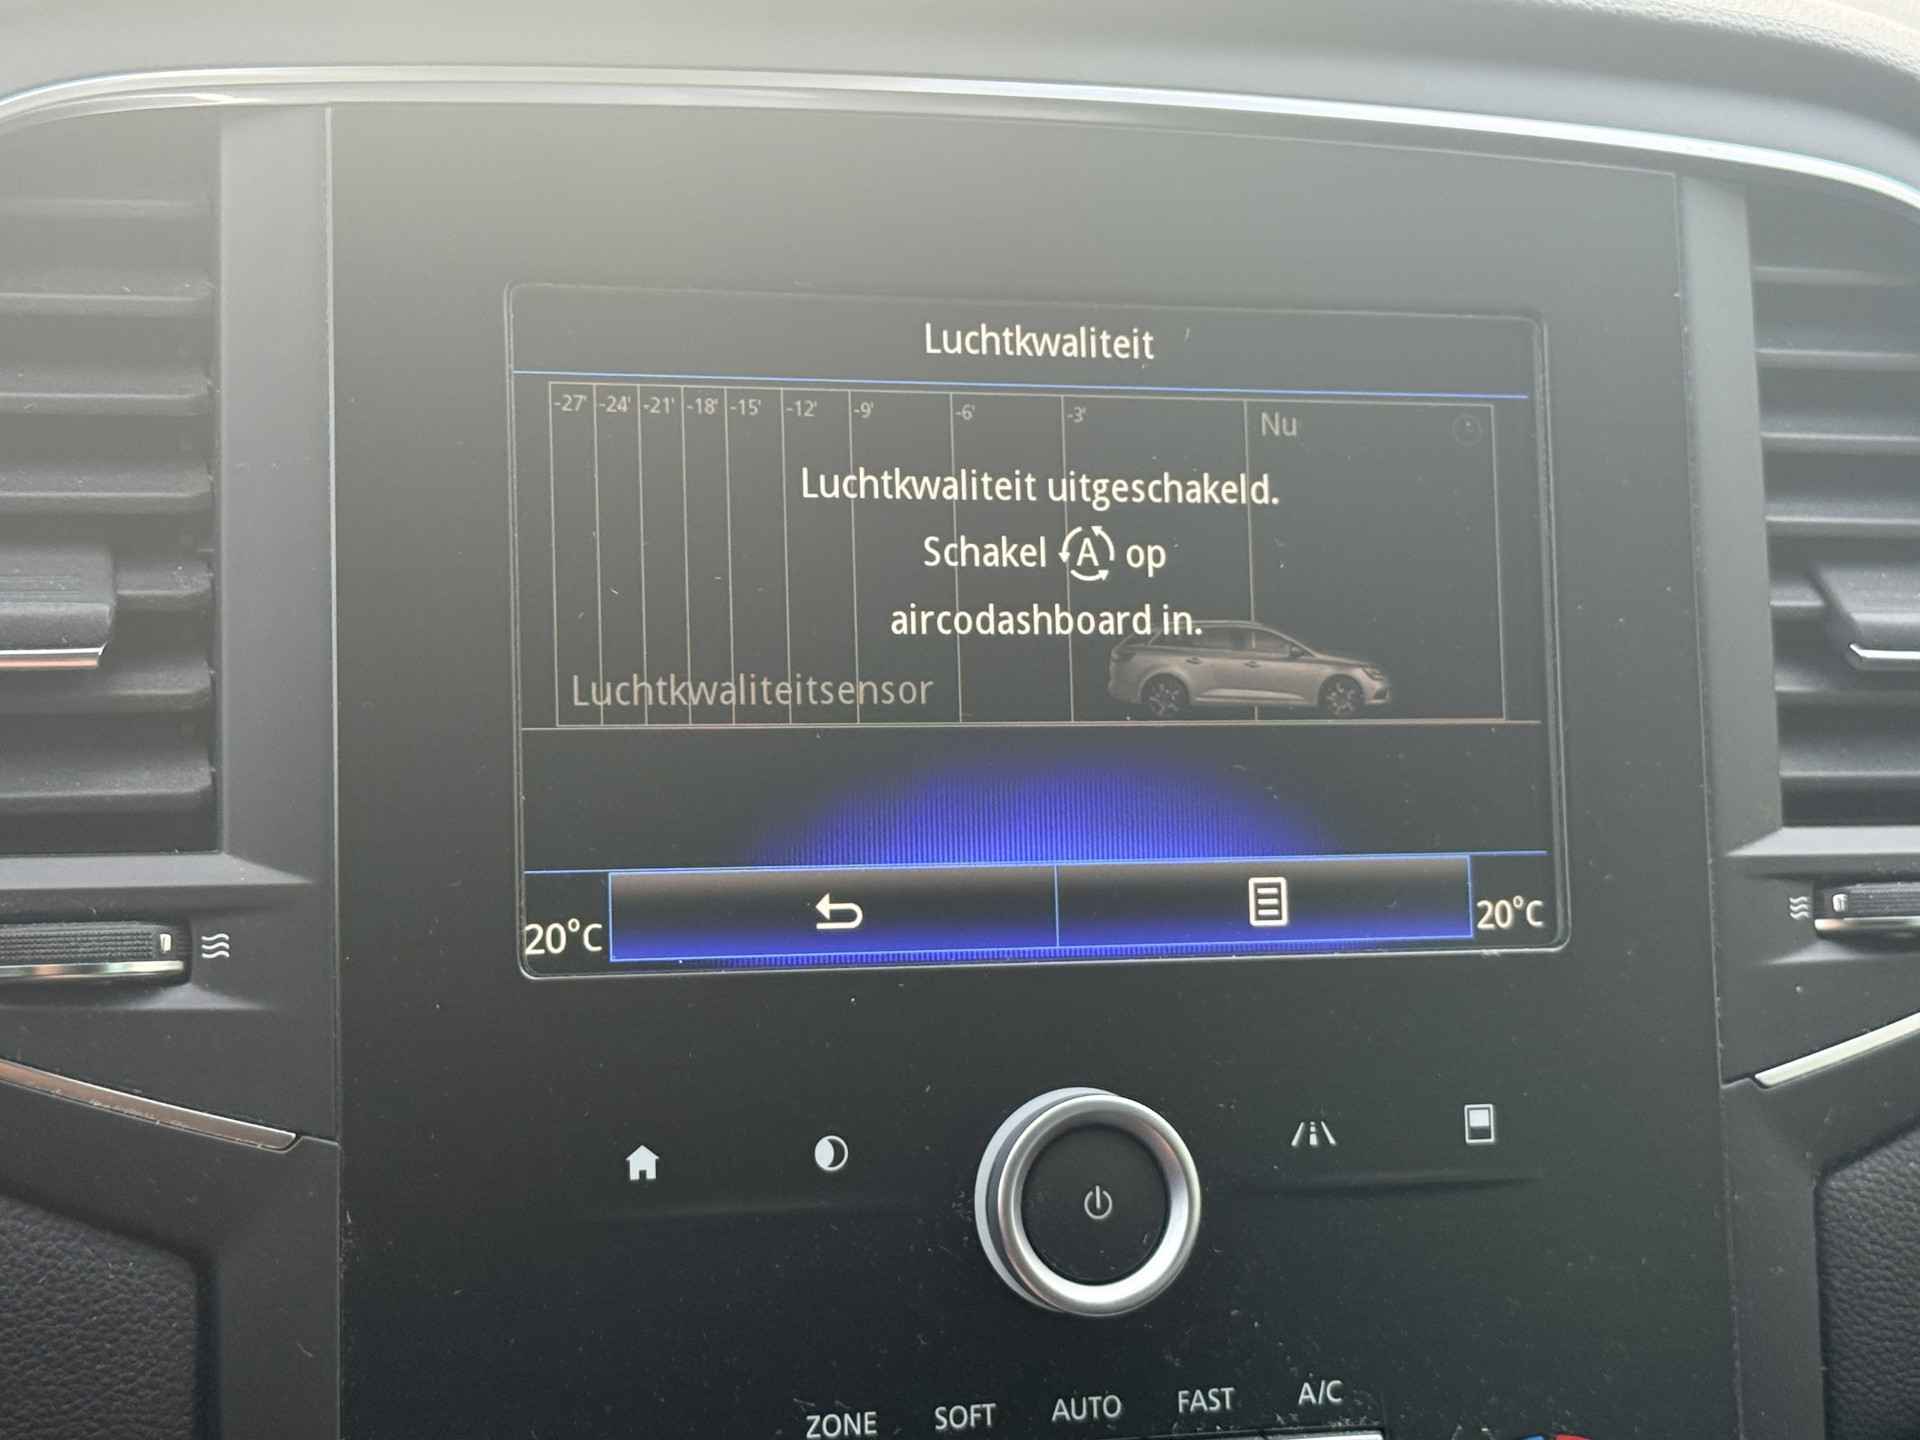 Luchtkwaliteit
-27' -24' -21' -18' -15' -12' -9' -6' -3' Nu
Luchtkwaliteit uitgeschakeld.
Schakel A op
aircodashboard in.
Luchtkwaliteitsensor
20°C 20°C
ZONE SOFT AUTO FAST A/C